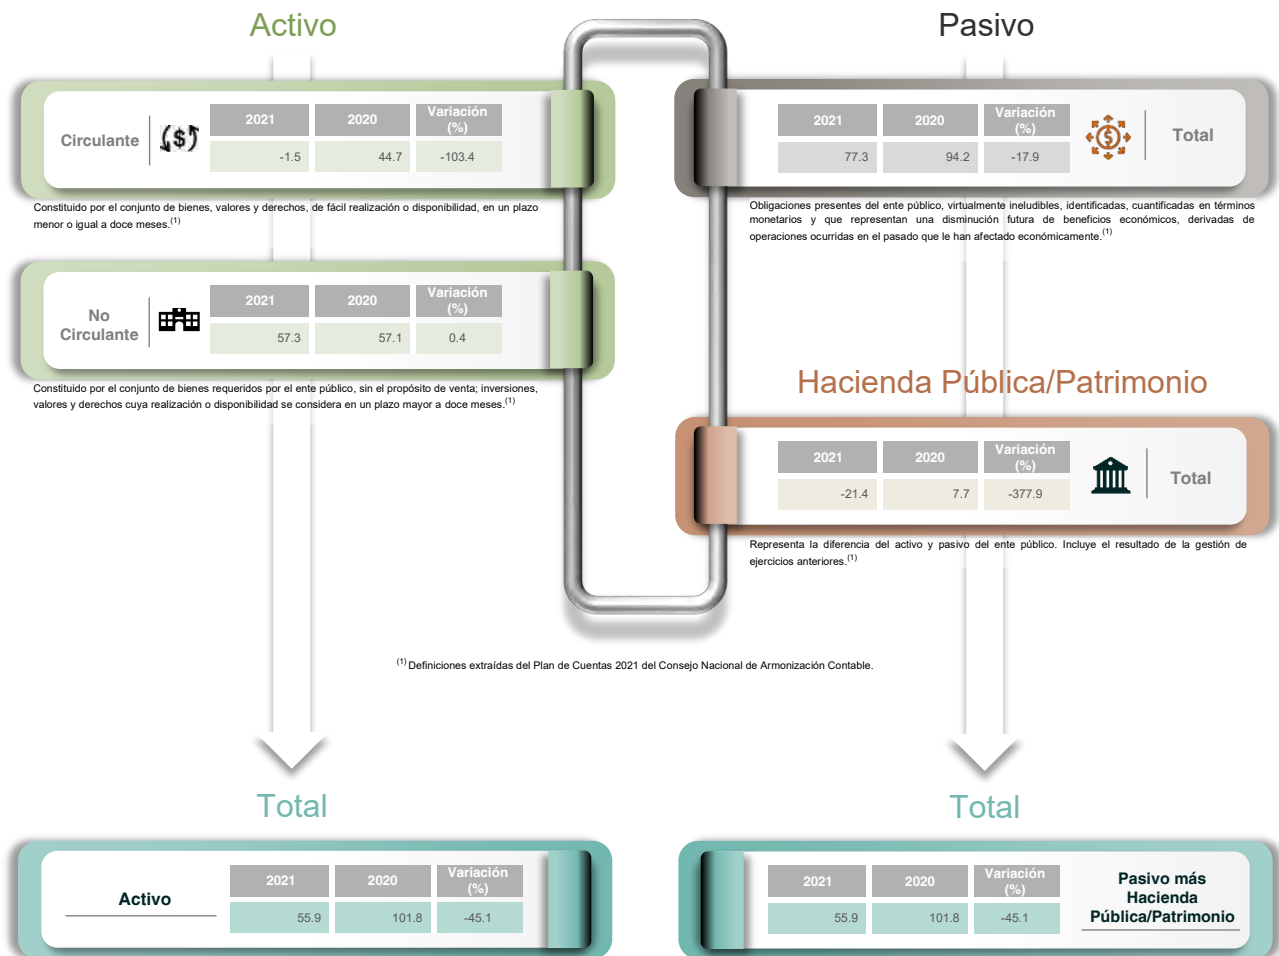 Activo
Circulante
2021 2020 Variación (%)
-1.5 44.7 -103.4
Constituido por el conjunto de bienes, valores y derechos, de fácil realización o disponibilidad, en un plazo
menor o igual a doce meses.(1)
No
Circulante
2021 2020 Variación (%)
57.3 57.1 0.4
Constituido por el conjunto de bienes requeridos por el ente público, sin el propósito de venta; inversiones,
valores y derechos cuya realización o disponibilidad se considera en un plazo mayor a doce meses.(1)
Pasivo
2021 2020 Variación (%)
77.3 94.2 -17.9
Total
Obligaciones presentes del ente público, virtualmente ineludibles, identificadas, cuantificadas en términos
monetarios y que representan una disminución futura de beneficios económicos, derivadas de
operaciones ocurridas en el pasado que le han afectado económicamente.(1)
Hacienda Pública/Patrimonio
2021 2020 Variación (%)
-21.4 7.7 -377.9
Total
Representa la diferencia del activo y pasivo del ente público. Incluye el resultado de la gestión de
ejercicios anteriores.(1)
(1) Definiciones extraídas del Plan de Cuentas 2021 del Consejo Nacional de Armonización Contable.
Total
Activo
2021 2020 Variación (%)
55.9 101.8 -45.1
Total
2021 2020 Variación (%)
55.9 101.8 -45.1
Pasivo más
Hacienda
Pública/Patrimonio